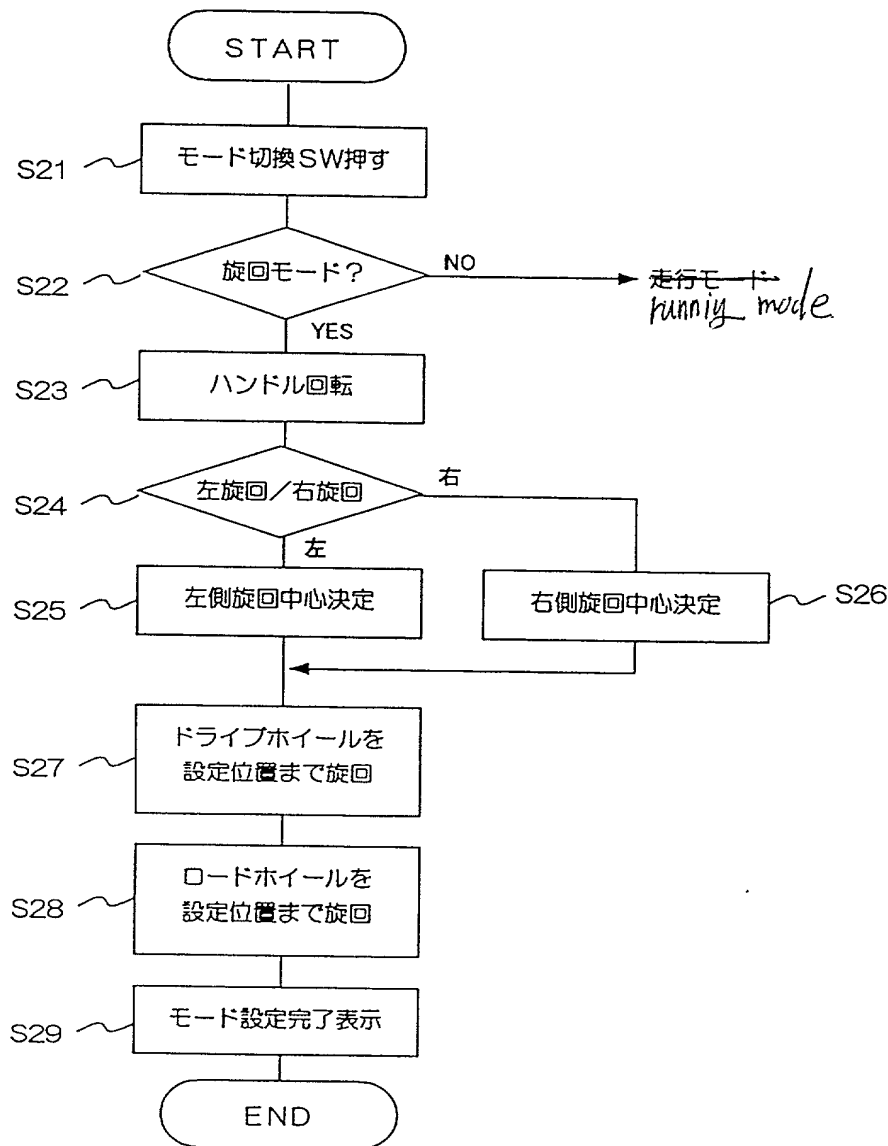 START
S21
モード切換SW押す
S22
旋回モード?
NO
走行モード
runniy mode
YES
S23
ハンドル回転
S24
左旋回/右旋回
右
左
S25
左側旋回中心決定
右側旋回中心決定
S26
S27
ドライブホイールを
設定位置まで旋回
S28
ロードホイールを
設定位置まで旋回
S29
モード設定完了表示
END